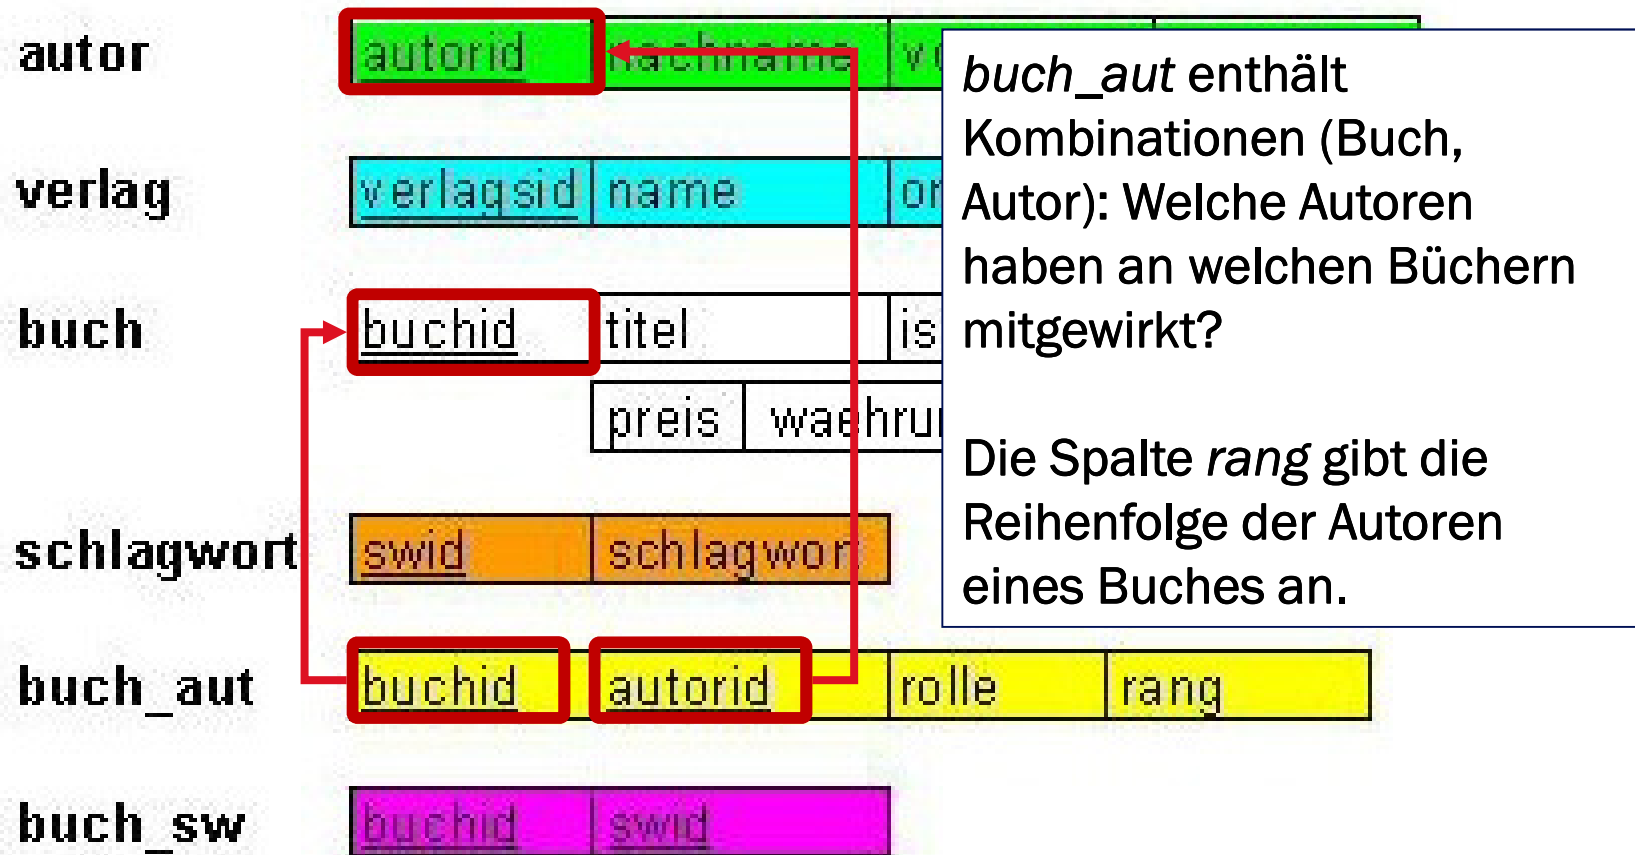 autor autorid nachname
verlag verlagsid name
buch buchid titel
preis
schlagwort swid schlagwort
buch_aut buchid autorid rolle rang
buch_sw buchid swid
buch_aut enthält
Kombinationen (Buch,
Autor): Welche Autoren
haben an welchen Büchern
mitgewirkt?
Die Spalte rang gibt die
Reihenfolge der Autoren
eines Buches an.